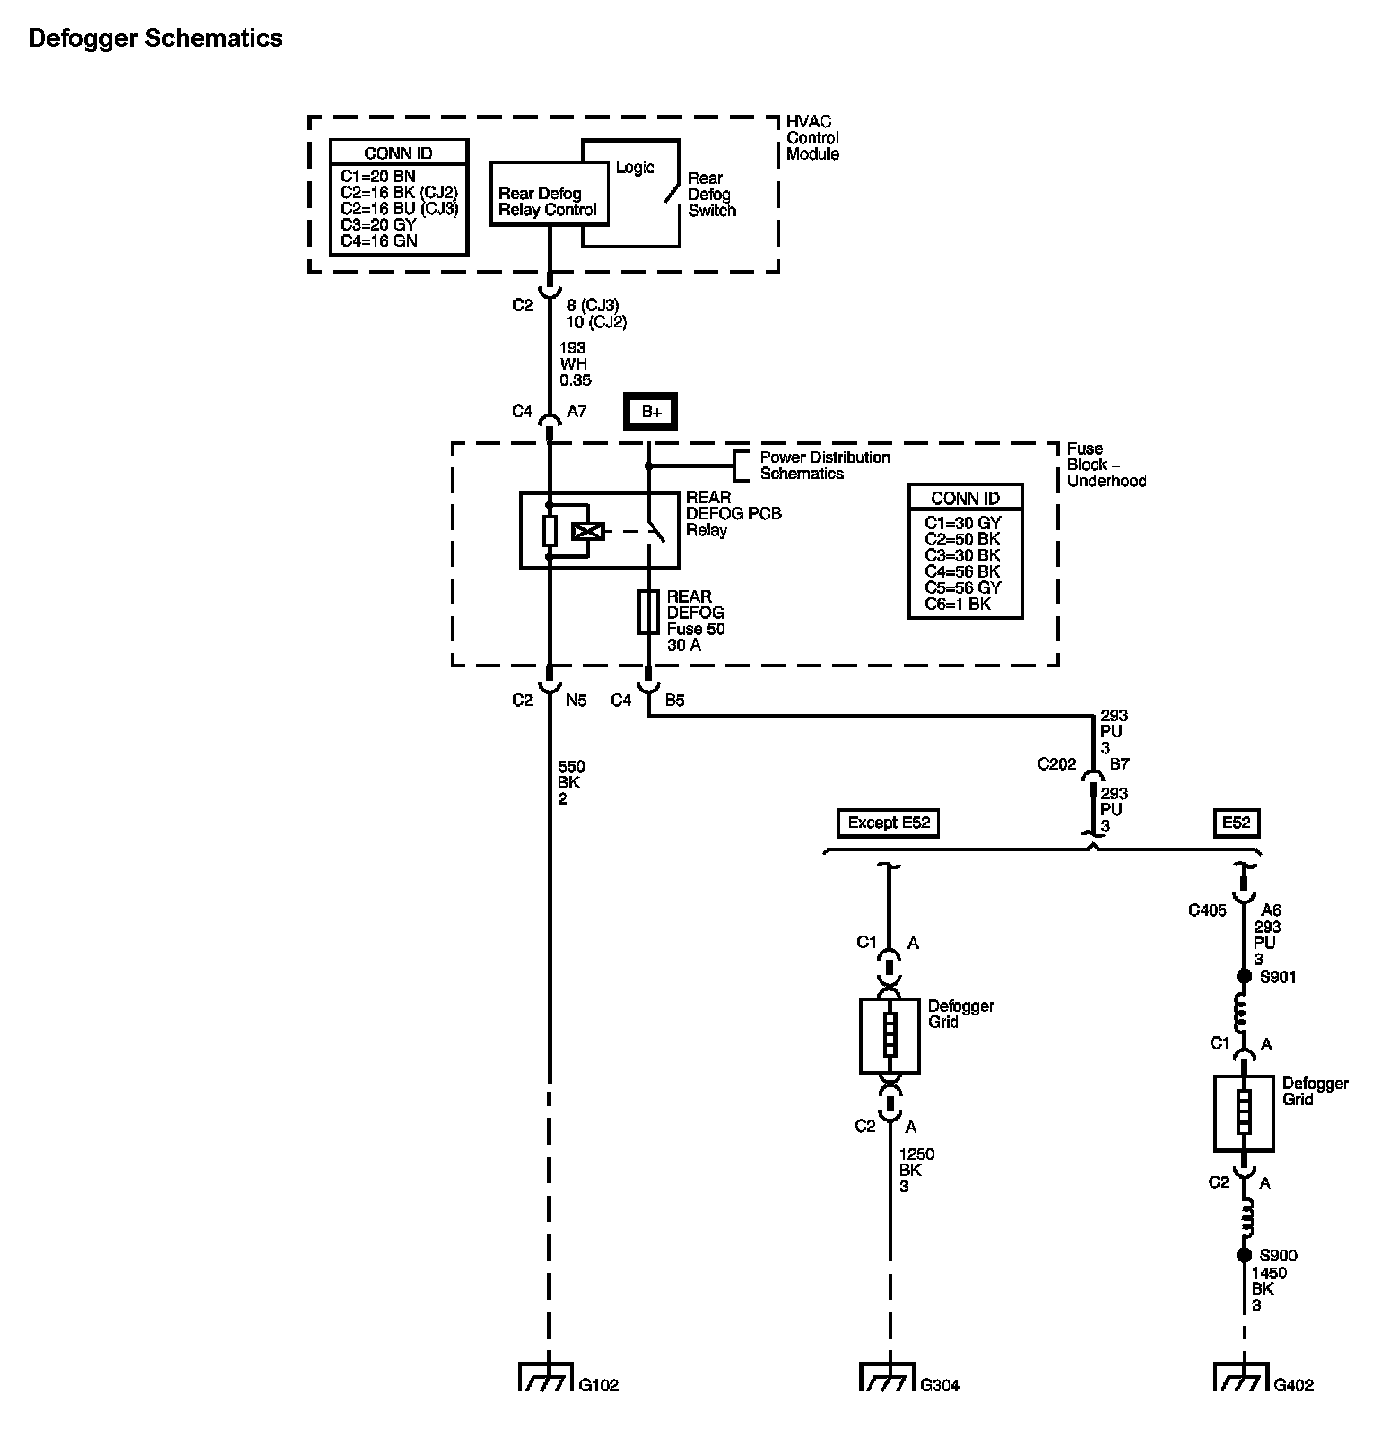 Defogger Schematics
HVAC
Control
Module
CONN ID
C1=20 BN
C2=16 BK (CJ2)
C2=16 BU (CJ3)
C3=20 GY
C4=16 GN
Rear Defog
Relay Control
Logic
Rear
Defog
Switch
C2
8 (CJ3)
10 (CJ2)
193
WH
0.35
C4
A7
B+
Fuse
Block –
Underhood
Power Distribution
Schematics
REAR
DEFOG PCB
Relay
CONN ID
C1=30 GY
C2=50 BK
C3=30 BK
C4=56 BK
C5=56 GY
C6=1 BK
REAR
DEFOG
Fuse 50
30 A
C2
N5
C4
B5
293
PU
3
C202
B7
293
PU
3
550
BK
2
Except E52
E52
C405
A6
293
PU
3
S901
C1
A
Defogger
Grid
C1
A
Defogger
Grid
C2
A
1250
BK
3
C2
A
S900
1450
BK
3
G102
G304
G402